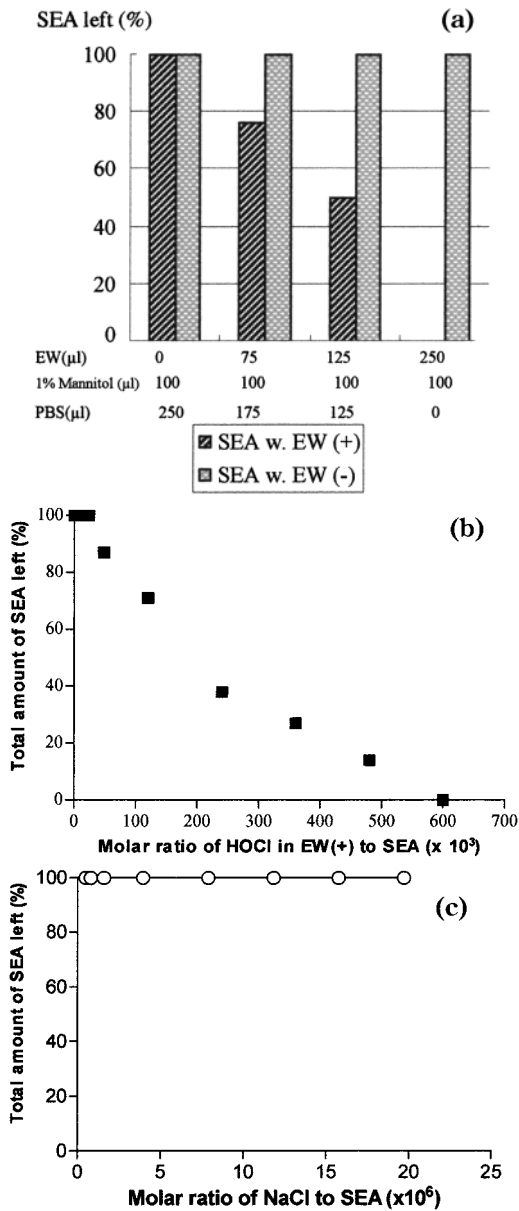 SEA left (%)
(a)
100
80
60
40
20
0
EW(µl) 0 75 125 250
1% Mannitol (µl) 100 100 100 100
PBS(µl) 250 175 125 0
SEA w. EW (+)
SEA w. EW (-)
(b)
Total amount of SEA left (%)
100
80
60
40
20
0
0 100 200 300 400 500 600 700
Molar ratio of HOCl in EW(+) to SEA (x 10³)
(c)
Total amount of SEA left (%)
100
80
60
40
20
0
0 5 10 15 20 25
Molar ratio of NaCl to SEA (x10⁶)